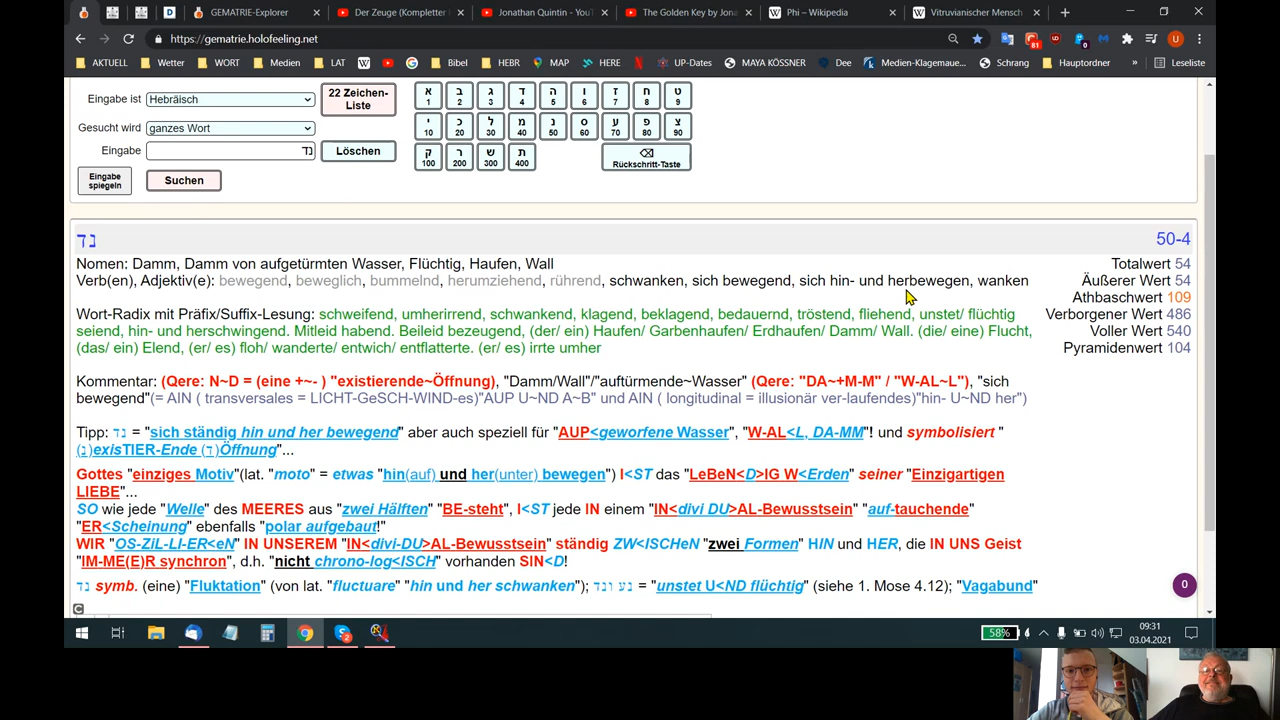 GEMATRIE-Explorer
Der Zeuge (Kompletter
Jonathan Quintin - YouT
The Golden Key by Jona
Phi – Wikipedia
Vitruvianischer Mensch
https://gematrie.holofeeling.net
AKTUELL Wetter WORT Medien LAT Bibel HEBR MAP HERE UP-Dates MAYA KÖSSNER Dee Medien-Klagemaue... Schrang Hauptordner » Leseliste
Eingabe ist Hebräisch 22 Zeichen-Liste
א 1 ב 2 ג 3 ד 4 ה 5 ו 6 ז 7 ח 8 ט 9
Gesucht wird ganzes Wort
י 10 כ 20 ל 30 מ 40 נ 50 ס 60 ע 70 פ 80 צ 90
Eingabe נד Löschen
ק 100 ר 200 ש 300 ת 400 Rückschritt-Taste
Eingabe spiegeln Suchen
נד 50-4
Nomen: Damm, Damm von aufgetürmten Wasser, Flüchtig, Haufen, Wall
Totalwert 54
Verb(en), Adjektiv(e): bewegend, beweglich, bummelnd, herumziehend, rührend, schwanken, sich bewegend, sich hin- und herbewegen, wanken
Äußerer Wert 54
Athbaschwert 109
Wort-Radix mit Präfix/Suffix-Lesung: schweifend, umherirrend, schwankend, klagend, beklagend, bedauernd, tröstend, fliehend, unstet/ flüchtig
Verborgener Wert 486
seiend, hin- und herschwingend. Mitleid habend. Beileid bezeugend, (der/ ein) Haufen/ Garbenhaufen/ Erdhaufen/ Damm/ Wall. (die/ eine) Flucht,
Voller Wert 540
(das/ ein) Elend, (er/ es) floh/ wanderte/ entwich/ entflatterte. (er/ es) irrte umher
Pyramidenwert 104
Kommentar: (Qere: N~D = (eine +~- ) "existierende~Öffnung), "Damm/Wall"/"auftürmende~Wasser" (Qere: "DA~+M-M" / "W-AL~L"), "sich
bewegend"(= AIN ( transversales = LICHT-GeSCH-WIND-es)"AUP U~ND A~B" und AIN ( longitudinal = illusionär ver-laufendes)"hin- U~ND her")
Tipp: נד = "sich ständig hin und her bewegend" aber auch speziell für "AUP<geworfene Wasser", "W-AL<L, DA-MM"! und symbolisiert "
(נ)exisTIER-Ende (ד)Öffnung"...
Gottes "einziges Motiv"(lat. "moto" = etwas "hin(auf) und her(unter) bewegen") I<ST das "LeBeN<D>IG W<Erden" seiner "Einzigartigen
LIEBE"...
SO wie jede "Welle" des MEERES aus "zwei Hälften" "BE-steht", I<ST jede IN einem "IN<divi DU>AL-Bewusstsein" "auf-tauchende"
"ER<Scheinung" ebenfalls "polar aufgebaut!"
WIR "OS-ZiL-LI-ER<eN" IN UNSEREM "IN<divi-DU>AL-Bewusstsein" ständig ZW<ISCHeN "zwei Formen" HIN und HER, die IN UNS Geist
"IM-ME(E)R synchron", d.h. "nicht chrono-log<ISCH" vorhanden SIN<D!
נד symb. (eine) "Fluktation" (von lat. "fluctuare" "hin und her schwanken"); נע ונד = "unstet U<ND flüchtig" (siehe 1. Mose 4.12); "Vagabund"
0
58%
09:31
03.04.2021